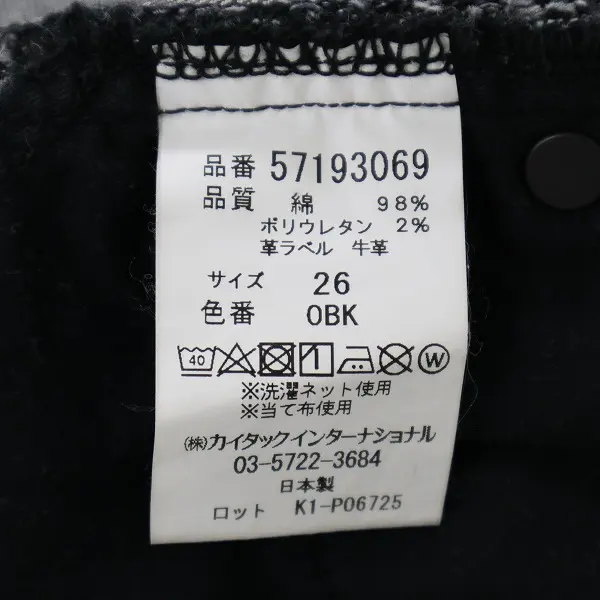 品番 57193069
品質 綿 98%
ポリウレタン 2%
革ラベル 牛革
サイズ 26
色番 OBK
40 W
※洗濯ネット使用
※当て布使用
㈱カイタックインターナショナル
03-5722-3684
日本製
ロット K1-P06725